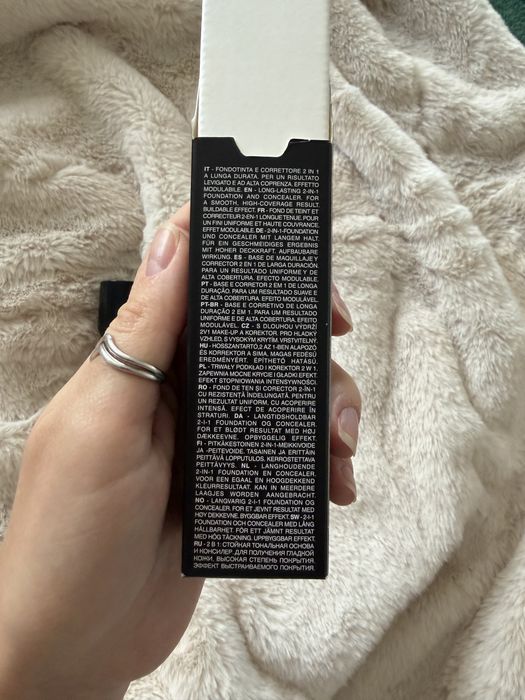 IT - FONDOTINTA E CORRETTORE 2 IN 1
A LUNGA DURATA. PER UN RISULTATO
LEVIGATO E AD ALTA COPRENZA, EFFETTO
MODULABILE. EN - LONG-LASTING 2-IN-1
FOUNDATION AND CONCEALER. FOR
A SMOOTH, HIGH-COVERAGE RESULT.
BUILDABLE EFFECT. FR - FOND DE TEINT ET
CORRECTEUR 2-EN-1 LONGUE TENUE. POUR
UN FINI UNIFORME ET HAUTE COUVRANCE,
EFFET MODULABLE. DE - 2-IN-1-FOUNDATION
UND CONCEALER MIT LANGEM HALT.
FÜR EIN GESCHMEIDIGES ERGEBNIS
MIT HOHER DECKKRAFT. AUFBAUBARE
WIRKUNG. ES - BASE DE MAQUILLAJE Y
CORRECTOR 2 EN 1 DE LARGA DURACIÓN.
PARA UN RESULTADO UNIFORME Y DE
ALTA COBERTURA. EFECTO MODULABLE.
PT - BASE E CORRETOR 2 EM 1 DE LONGA
DURAÇÃO. PARA UM RESULTADO SUAVE E
DE ALTA COBERTURA. EFEITO MODULÁVEL.
PT-BR - BASE E CORRETIVO DE LONGA
DURAÇÃO 2 EM 1. PARA UM RESULTADO
UNIFORME E DE ALTA COBERTURA, EFEITO
MODULÁVEL. CZ - S DLOUHOU VÝDRŽÍ
2V1 MAKE-UP A KOREKTOR. PRO HLADKÝ
VZHLED, S VYSOKÝM KRYTÍM. VRSTVITELNÝ.
HU - HOSSZANTARTÓ, 2 AZ 1-BEN ALAPOZÓ
ÉS KORREKTOR A SIMA, MAGAS FEDÉSŰ
EREDMÉNYÉRT. ÉPÍTHETŐ HATÁSÚ.
PL - TRWAŁY PODKŁAD I KOREKTOR 2 W 1.
ZAPEWNIA MOCNE KRYCIE I GŁADKI EFEKT.
EFEKT STOPNIOWANIA INTENSYWNOŚCI.
RO - FOND DE TEN ȘI CORECTOR 2-ÎN-1
CU REZISTENȚĂ ÎNDELUNGATĂ. PENTRU
UN REZULTAT UNIFORM, CU ACOPERIRE
INTENSĂ. EFECT DE ACOPERIRE ÎN
STRATURI. DA - LANGTIDSHOLDBAR
2-I-1 FOUNDATION OG CONCEALER.
FOR ET BLØDT RESULTAT MED HØJ
DÆKKEEVNE. OPBYGGELIG EFFEKT.
FI - PITKÄKESTOINEN 2-IN-1-MEIKKIVOIDE
JA -PEITEVOIDE. TASAINEN JA ERITTÄIN
PEITTÄVÄ LOPPUTULOS, KERROSTETTAVA
PEITTÄVYYS. NL - LANGHOUDENDE
2-IN-1 FOUNDATION EN CONCEALER.
VOOR EEN EGAAL EN HOOGDEKKEND
KLEURRESULTAAT. KAN IN MEERDERE
LAAGJES WORDEN AANGEBRACHT.
NO - LANGVARIG 2-I-1 FOUNDATION OG
CONCEALER. FOR ET JEVNT RESULTAT MED
HØY DEKKEVNE. BYGGBAR EFFEKT. SW - 2-I-1
FOUNDATION OCH CONCEALER MED LÅNG
HÅLLBARHET. FÖR ETT JÄMNT RESULTAT
MED HÖG TÄCKNING. UPPBYGGBAR EFFEKT.
RU - 2 В 1: СТОЙКАЯ ТОНАЛЬНАЯ ОСНОВА
И КОНСИЛЕР ДЛЯ ПОЛУЧЕНИЯ ГЛАДКОЙ
КОЖИ, ВЫСОКАЯ СТЕПЕНЬ ПОКРЫТИЯ.
ЭФФЕКТ ВЫСТРАИВАЕМОГО ПОКРЫТИЯ.